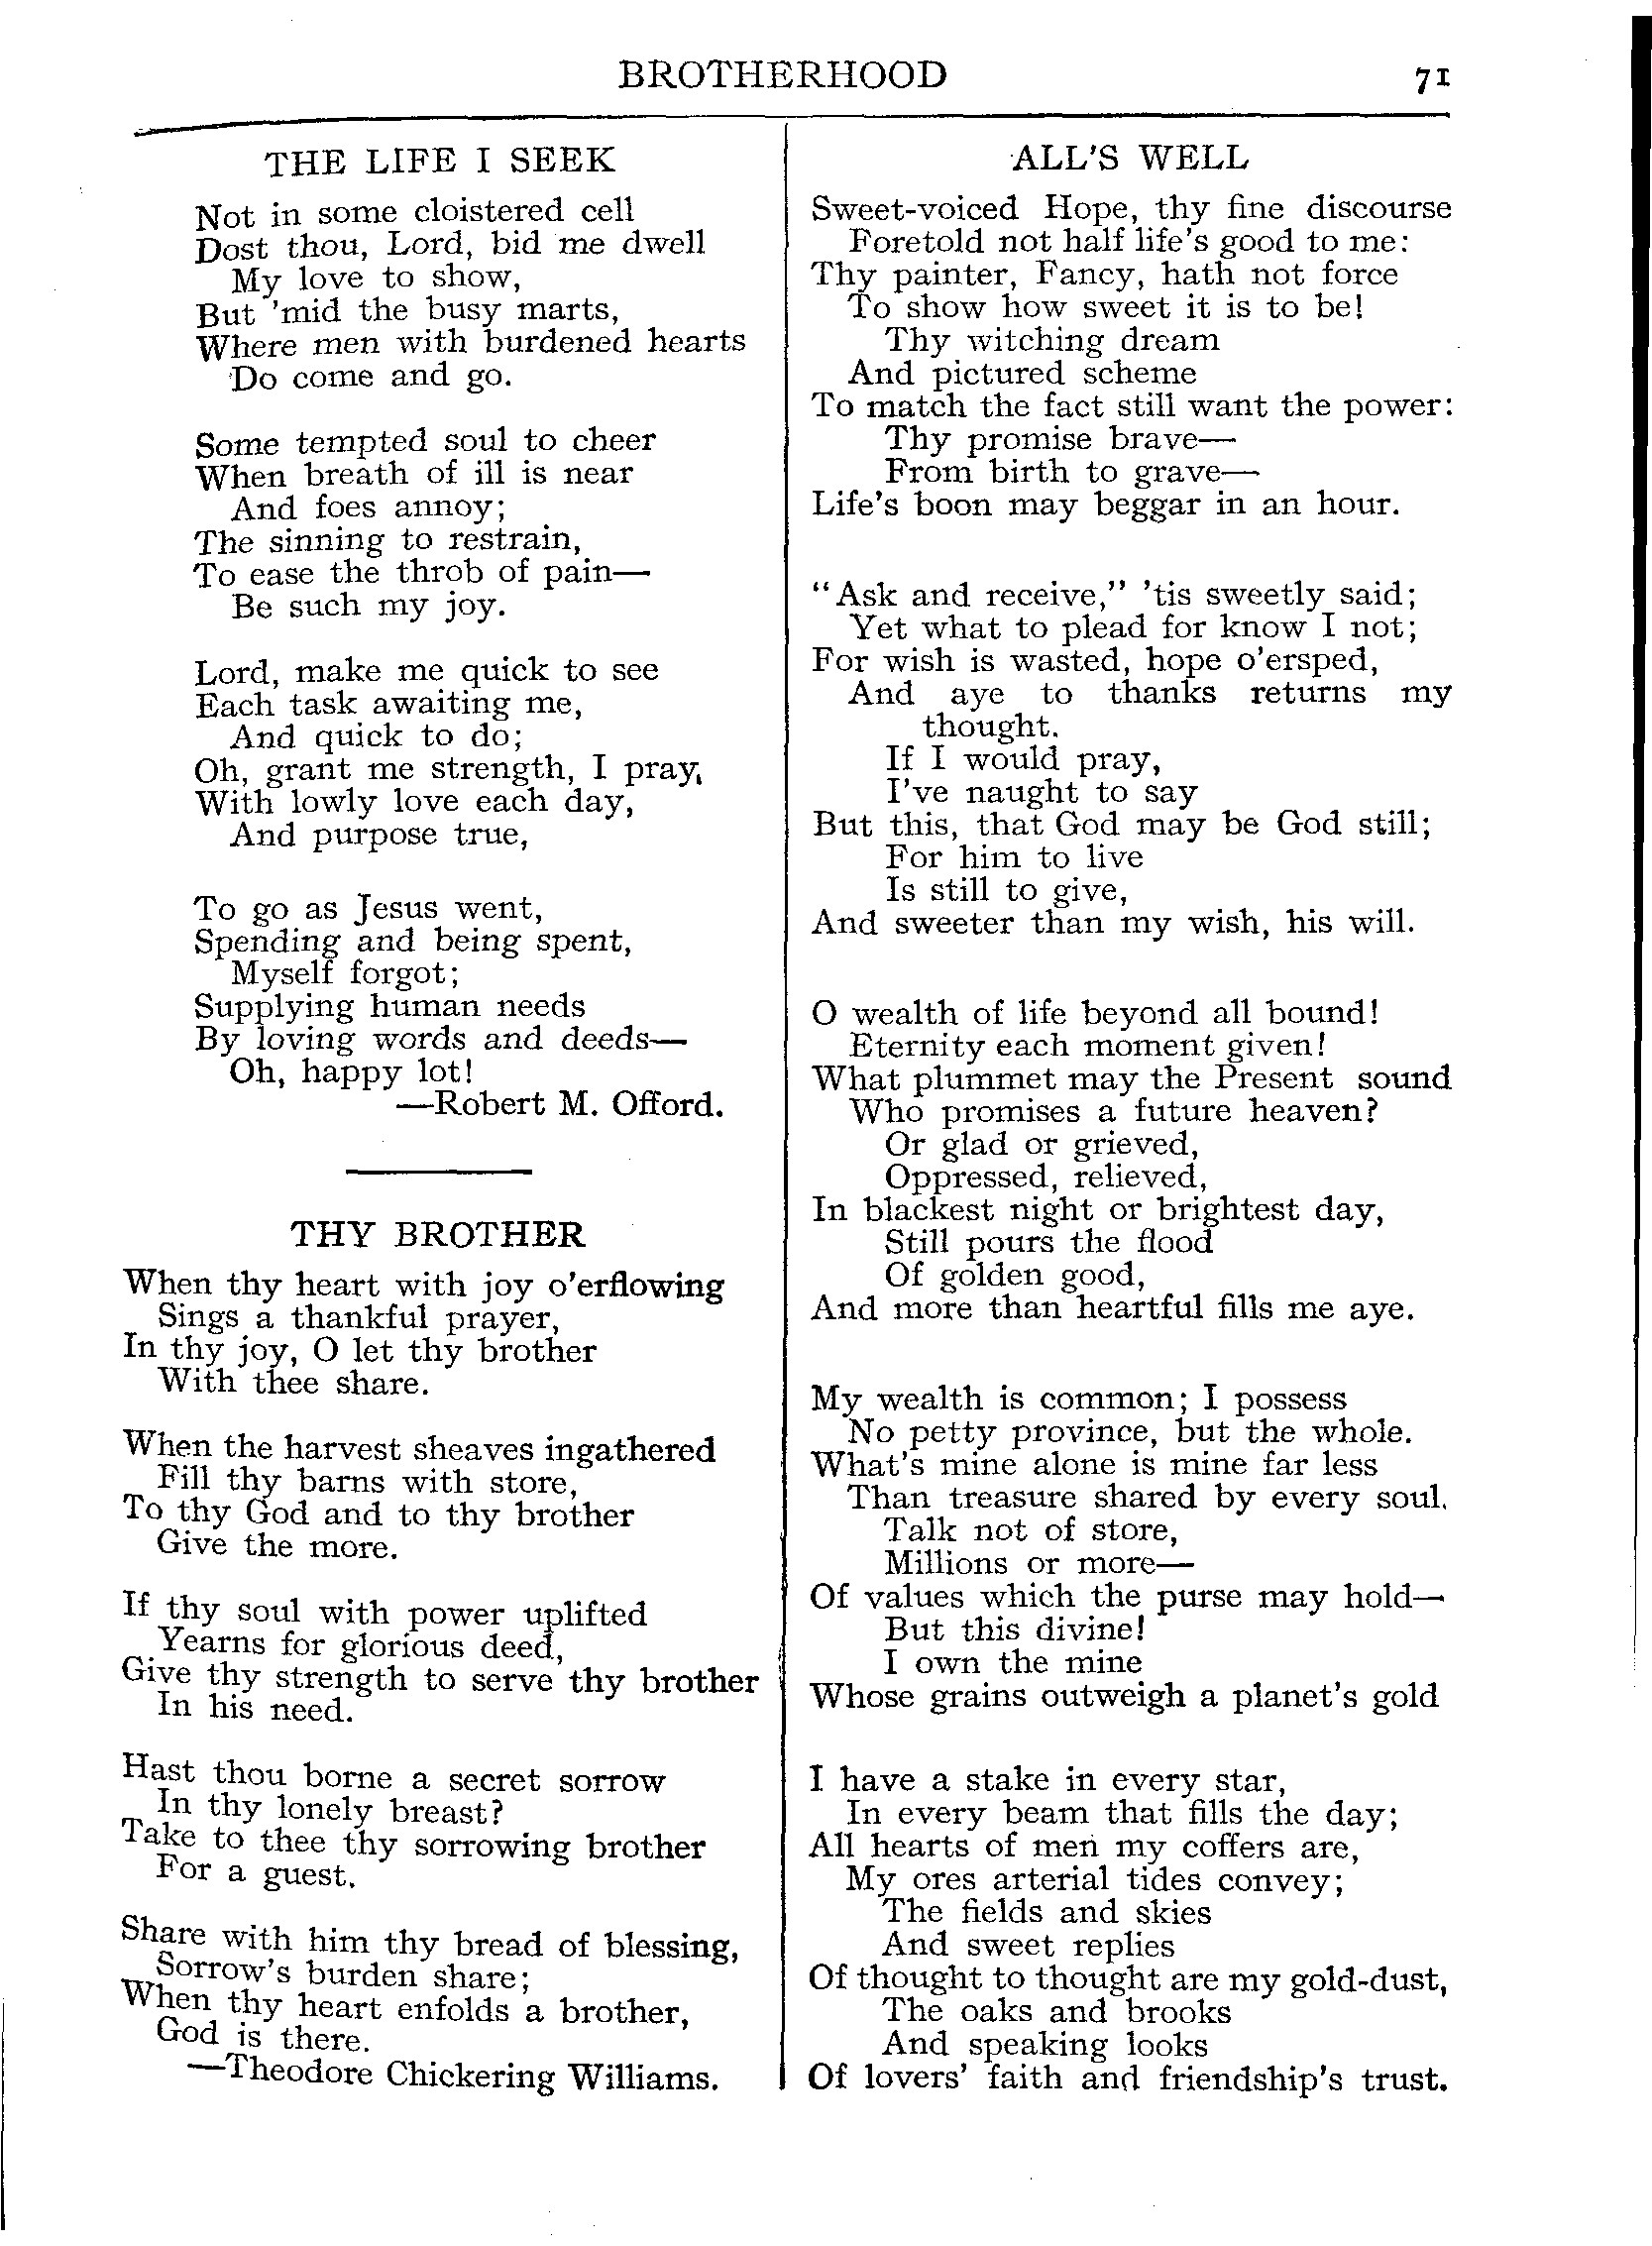 BROTHERHOOD 71
THE LIFE I SEEK
Not in some cloistered cell
Dost thou, Lord, bid me dwell
My love to show,
But 'mid the busy marts,
Where men with burdened hearts
Do come and go.
Some tempted soul to cheer
When breath of ill is near
And foes annoy;
The sinning to restrain,
To ease the throb of pain—
Be such my joy.
Lord, make me quick to see
Each task awaiting me,
And quick to do;
Oh, grant me strength, I pray,
With lowly love each day,
And purpose true,
To go as Jesus went,
Spending and being spent,
Myself forgot;
Supplying human needs
By loving words and deeds—
Oh, happy lot!
—Robert M. Offord.
THY BROTHER
When thy heart with joy o'erflowing
Sings a thankful prayer,
In thy joy, O let thy brother
With thee share.
When the harvest sheaves ingathered
Fill thy barns with store,
To thy God and to thy brother
Give the more.
If thy soul with power uplifted
Yearns for glorious deed,
Give thy strength to serve thy brother
In his need.
Hast thou borne a secret sorrow
In thy lonely breast?
Take to thee thy sorrowing brother
For a guest.
Share with him thy bread of blessing,
Sorrow's burden share;
When thy heart enfolds a brother,
God is there.
—Theodore Chickering Williams.
ALL'S WELL
Sweet-voiced Hope, thy fine discourse
Foretold not half life's good to me:
Thy painter, Fancy, hath not force
To show how sweet it is to be!
Thy witching dream
And pictured scheme
To match the fact still want the power:
Thy promise brave—
From birth to grave—
Life's boon may beggar in an hour.
"Ask and receive," 'tis sweetly said;
Yet what to plead for know I not;
For wish is wasted, hope o'ersped,
And aye to thanks returns my
thought.
If I would pray,
I've naught to say
But this, that God may be God still;
For him to live
Is still to give,
And sweeter than my wish, his will.
O wealth of life beyond all bound!
Eternity each moment given!
What plummet may the Present sound
Who promises a future heaven?
Or glad or grieved,
Oppressed, relieved,
In blackest night or brightest day,
Still pours the flood
Of golden good,
And more than heartful fills me aye.
My wealth is common; I possess
No petty province, but the whole.
What's mine alone is mine far less
Than treasure shared by every soul.
Talk not of store,
Millions or more—
Of values which the purse may hold—
But this divine!
I own the mine
Whose grains outweigh a planet's gold
I have a stake in every star,
In every beam that fills the day;
All hearts of men my coffers are,
My ores arterial tides convey;
The fields and skies
And sweet replies
Of thought to thought are my gold-dust,
The oaks and brooks
And speaking looks
Of lovers' faith and friendship's trust.